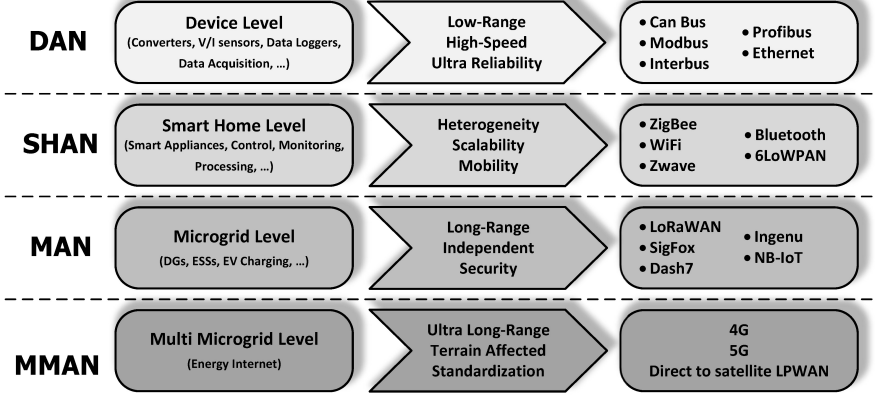 DAN
Device Level
(Converters, V/I sensors, Data Loggers,
Data Acquisition, ...)
Low-Range
High-Speed
Ultra Reliability
• Can Bus
• Modbus
• Interbus
• Profibus
• Ethernet
SHAN
Smart Home Level
(Smart Appliances, Control, Monitoring,
Processing, ...)
Heterogeneity
Scalability
Mobility
• ZigBee
• WiFi
• Zwave
• Bluetooth
• 6LoWPAN
MAN
Microgrid Level
(DGs, ESSs, EV Charging, ...)
Long-Range
Independent
Security
• LoRaWAN
• SigFox
• Dash7
• Ingenu
• NB-IoT
MMAN
Multi Microgrid Level
(Energy Internet)
Ultra Long-Range
Terrain Affected
Standardization
4G
5G
Direct to satellite LPWAN